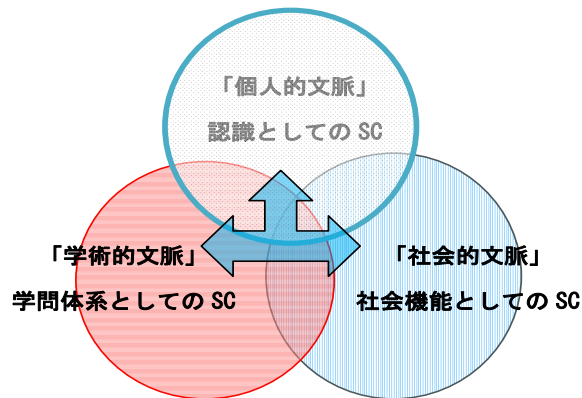 「個人的文脈」
認識としての SC
「学術的文脈」
学問体系としての SC
「社会的文脈」
社会機能としての SC